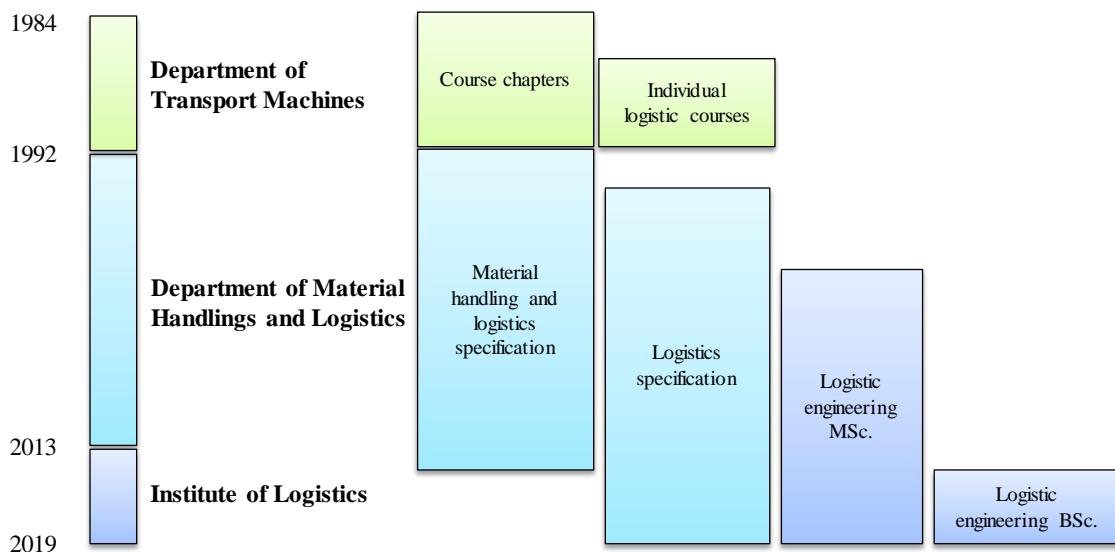 1984
Department of
Transport Machines
Course chapters
Individual
logistic courses
1992
Department of Material
Handlings and Logistics
Material
handling and
logistics
specification
Logistics
specification
Logistic
engineering
MSc.
2013
Institute of Logistics
Logistic
engineering BSc.
2019